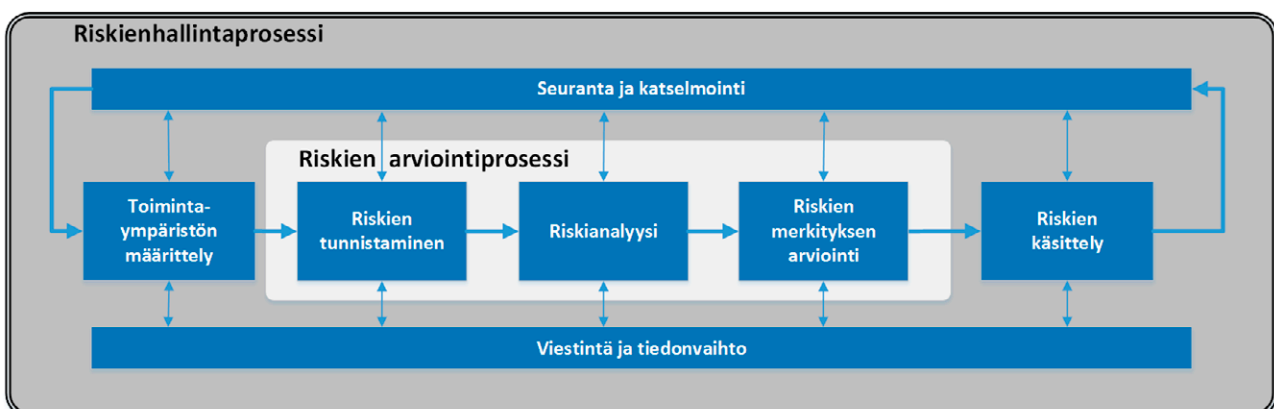 Riskienhallintaprosessi
Seuranta ja katselmointi
Riskien arviointiprosessi
Toiminta-
ympäristön
määrittely
Riskien
tunnistaminen
Riskianalyysi
Riskien
merkityksen
arviointi
Riskien
käsittely
Viestintä ja tiedonvaihto